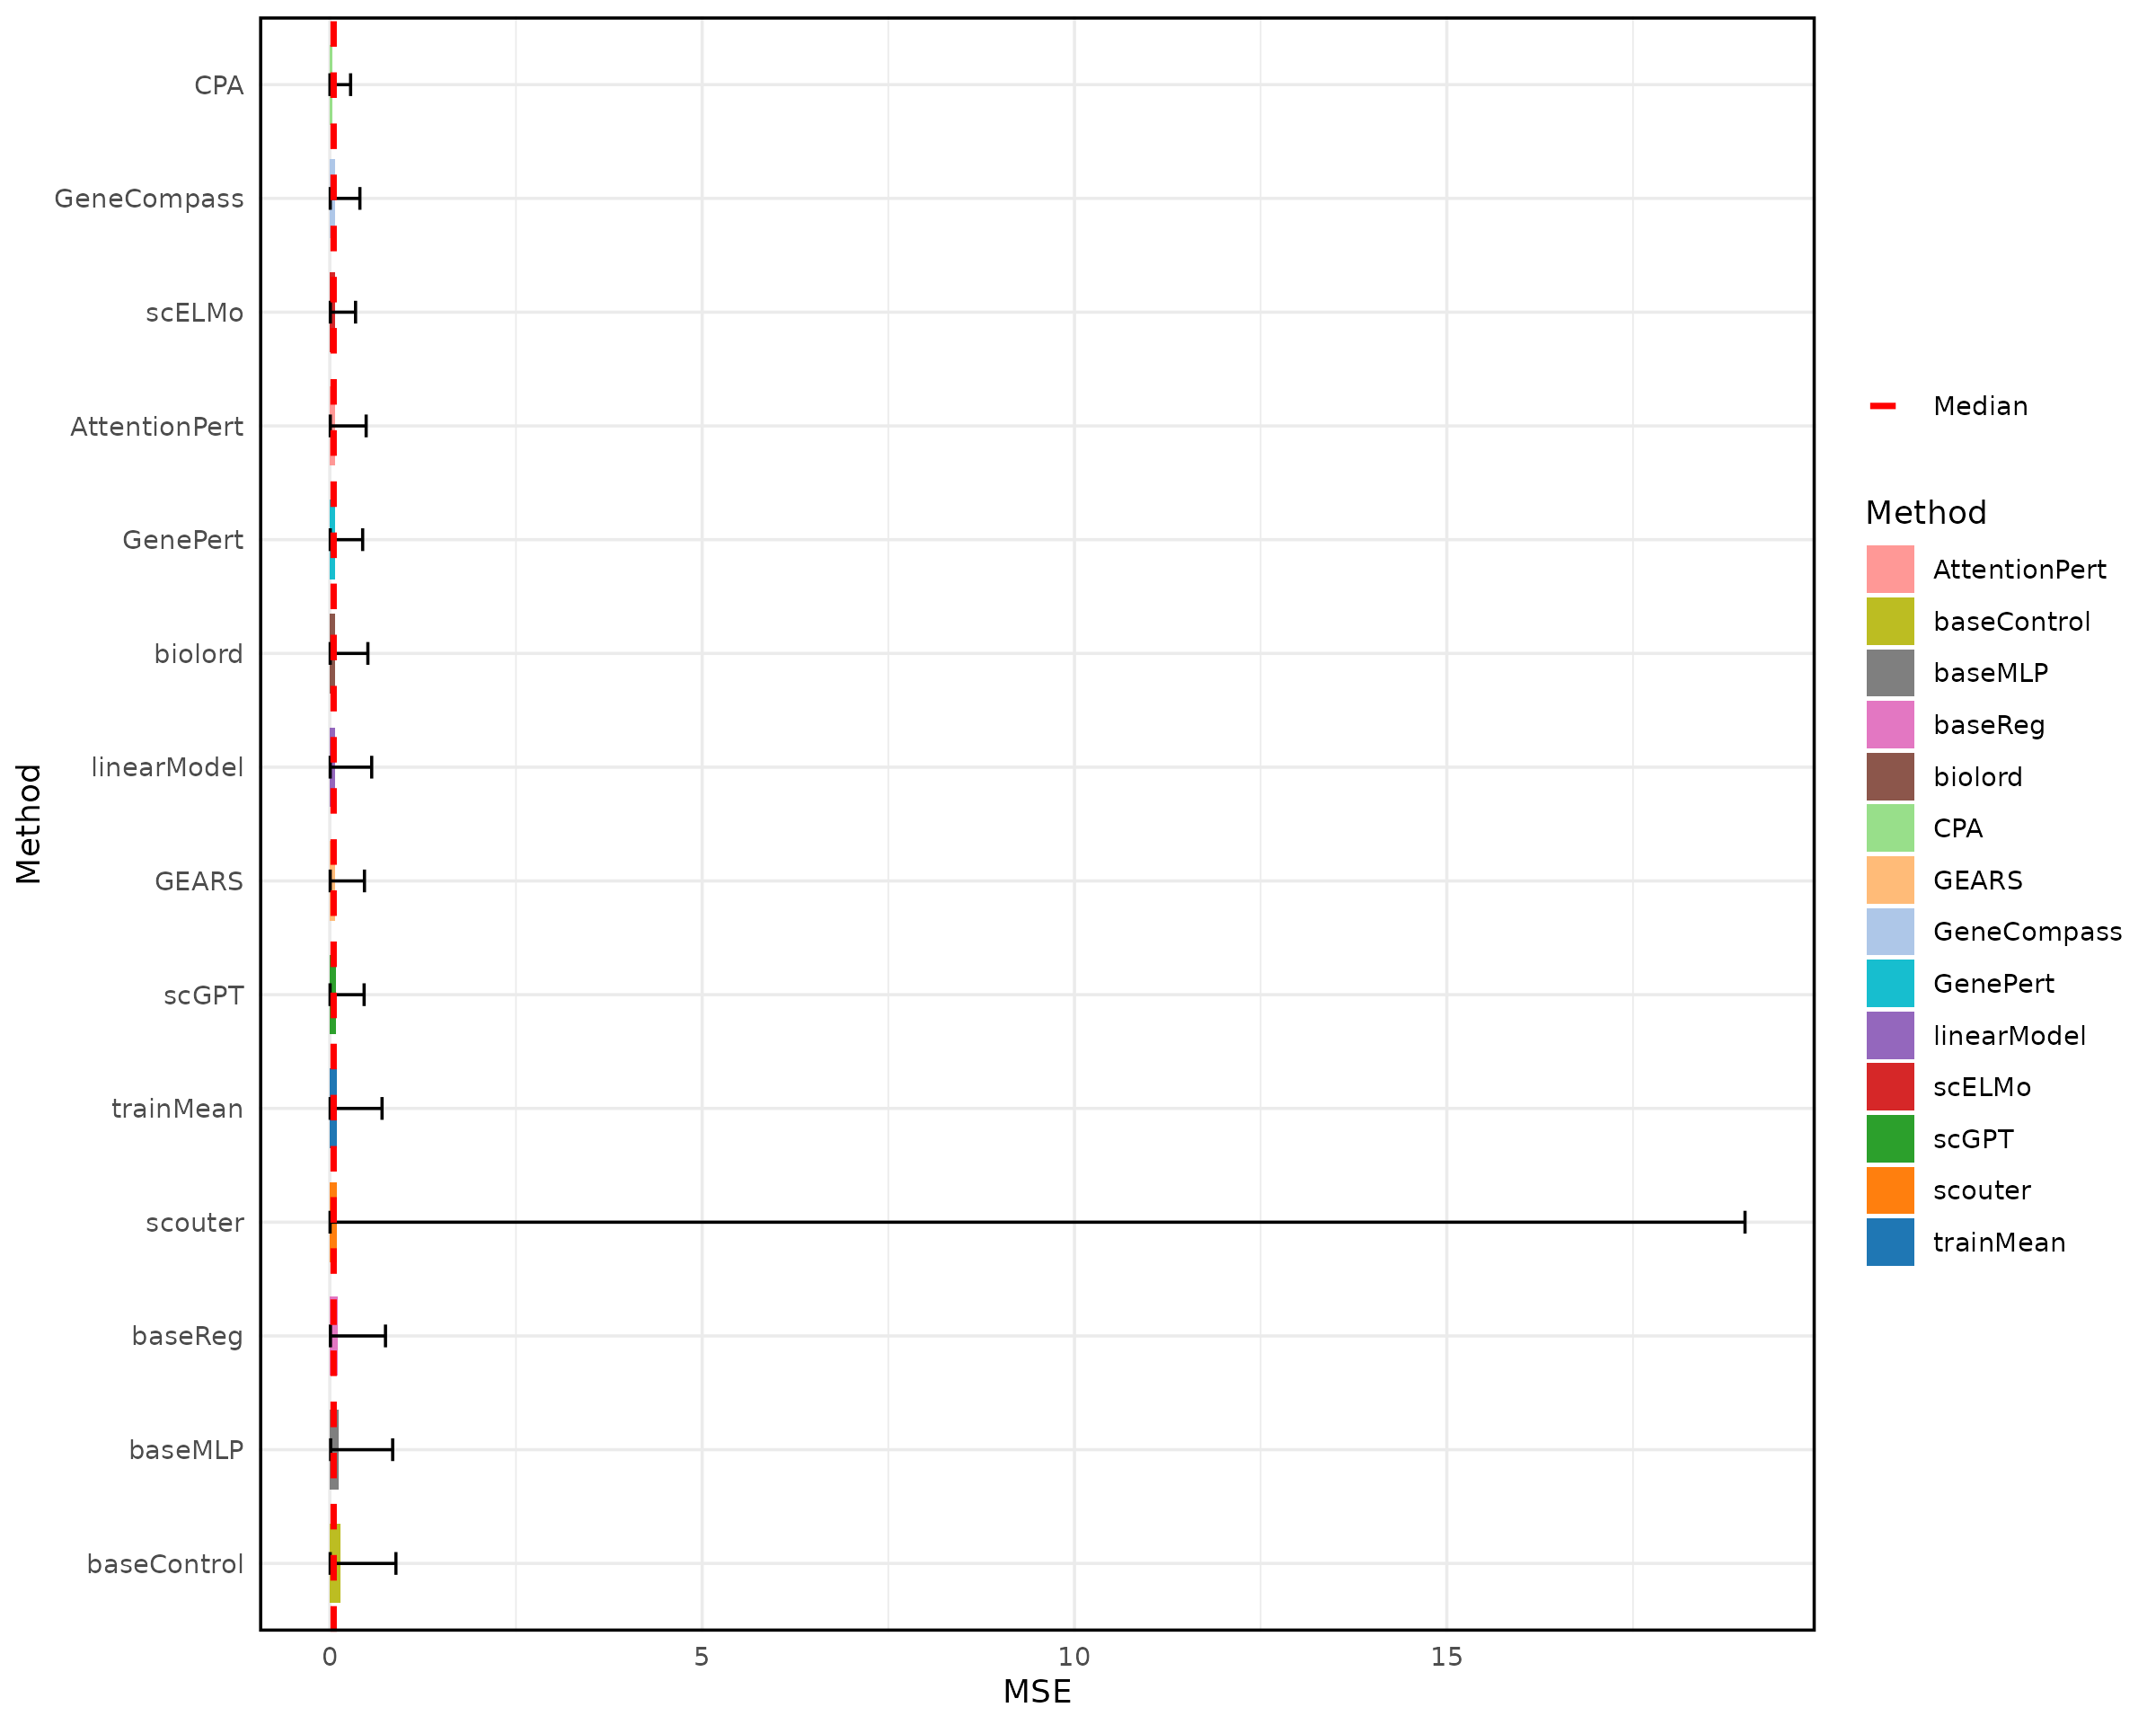 Method
CPA
GeneCompass
scELMo
AttentionPert
GenePert
biolord
linearModel
GEARS
scGPT
trainMean
scouter
baseReg
baseMLP
baseControl
0 5 10 15
MSE
Median
Method
AttentionPert
baseControl
baseMLP
baseReg
biolord
CPA
GEARS
GeneCompass
GenePert
linearModel
scELMo
scGPT
scouter
trainMean